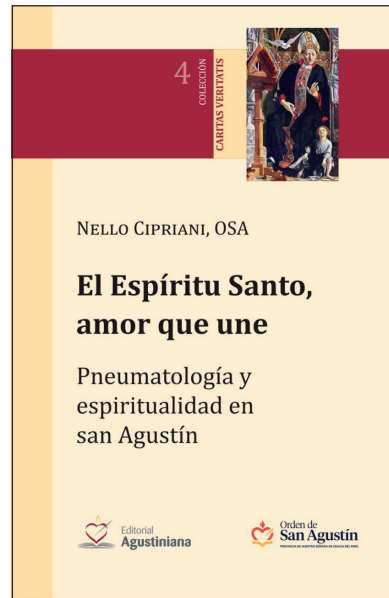 4
COLECCIÓN
CARITAS VERITATIS
NELLO CIPRIANI, OSA
El Espíritu Santo,
amor que une
Pneumatología y
espiritualidad en
san Agustín
Editorial
Agustiniana
Orden de
San Agustín
PROVINCIA DE NUESTRA SEÑORA DE GRACIA DEL PERÚ